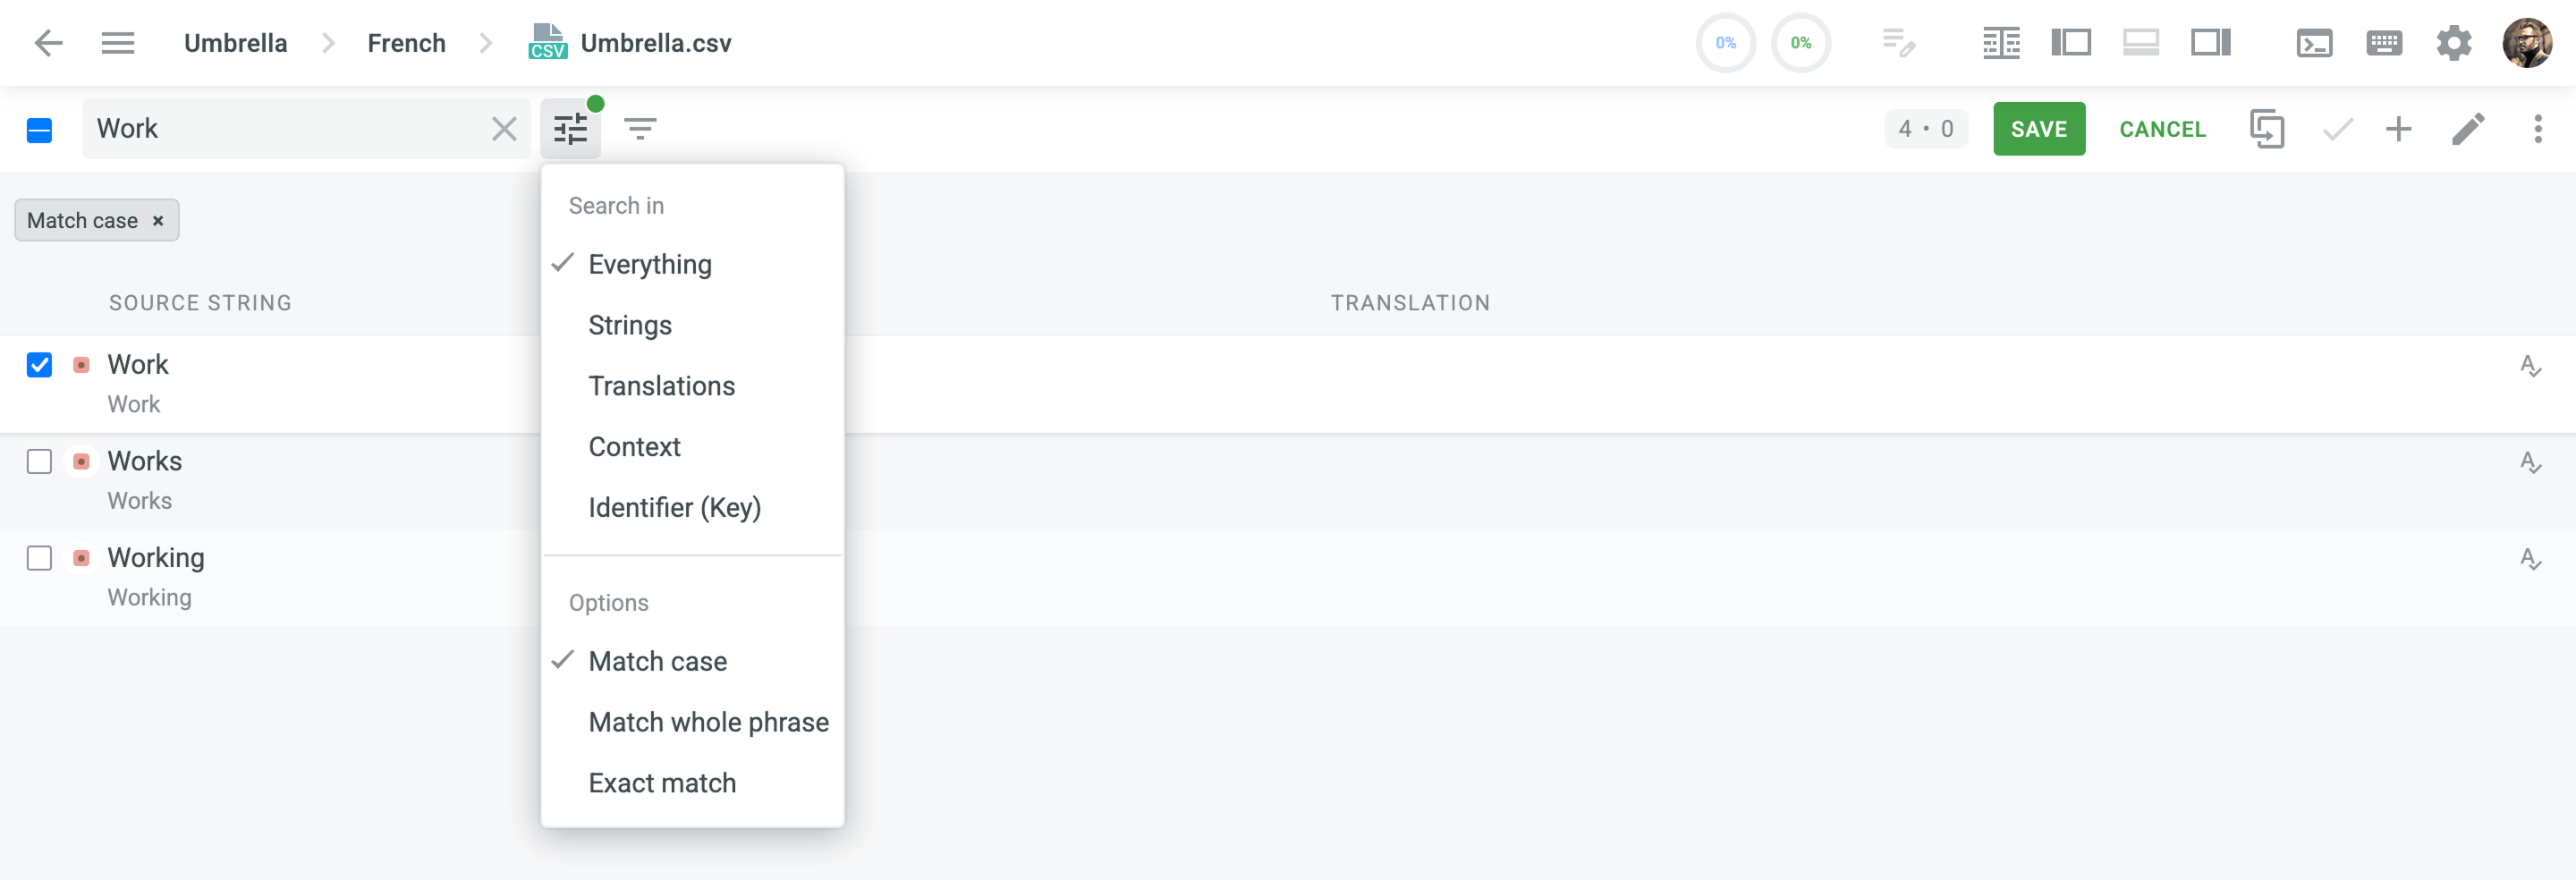 Umbrella
French
CSV
Umbrella.csv
0%
0%
Work
4 • 0
SAVE
CANCEL
Match case ×
Search in
Everything
Strings
Translations
Context
Identifier (Key)
Options
Match case
Match whole phrase
Exact match
SOURCE STRING
TRANSLATION
Work
Work
Works
Works
Working
Working